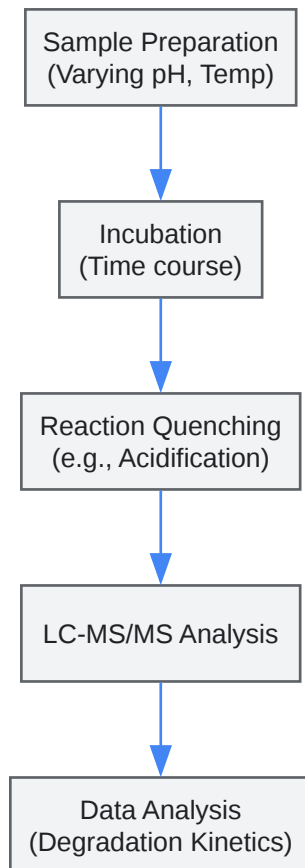 Sample Preparation
(Varying pH, Temp)
Incubation
(Time course)
Reaction Quenching
(e.g., Acidification)
LC-MS/MS Analysis
Data Analysis
(Degradation Kinetics)